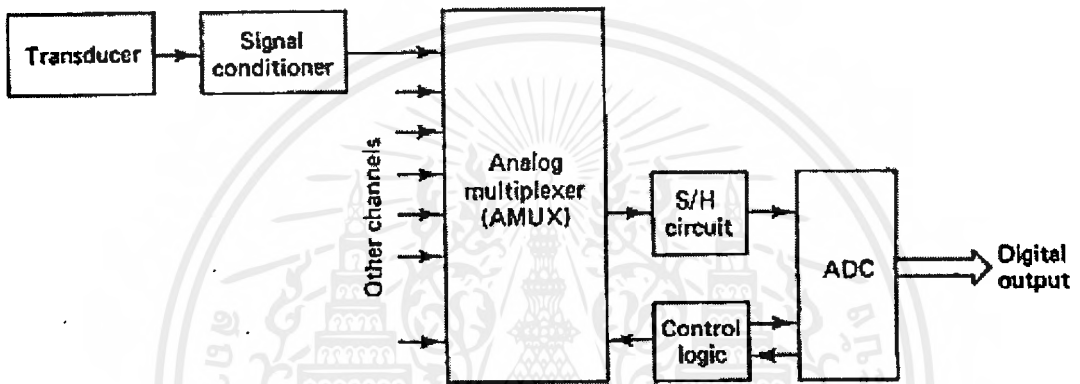 Transducer
Signal
conditioner
Other channels
Analog
multiplexer
(AMUX)
S/H
circuit
ADC
Digital
output
Control
logic